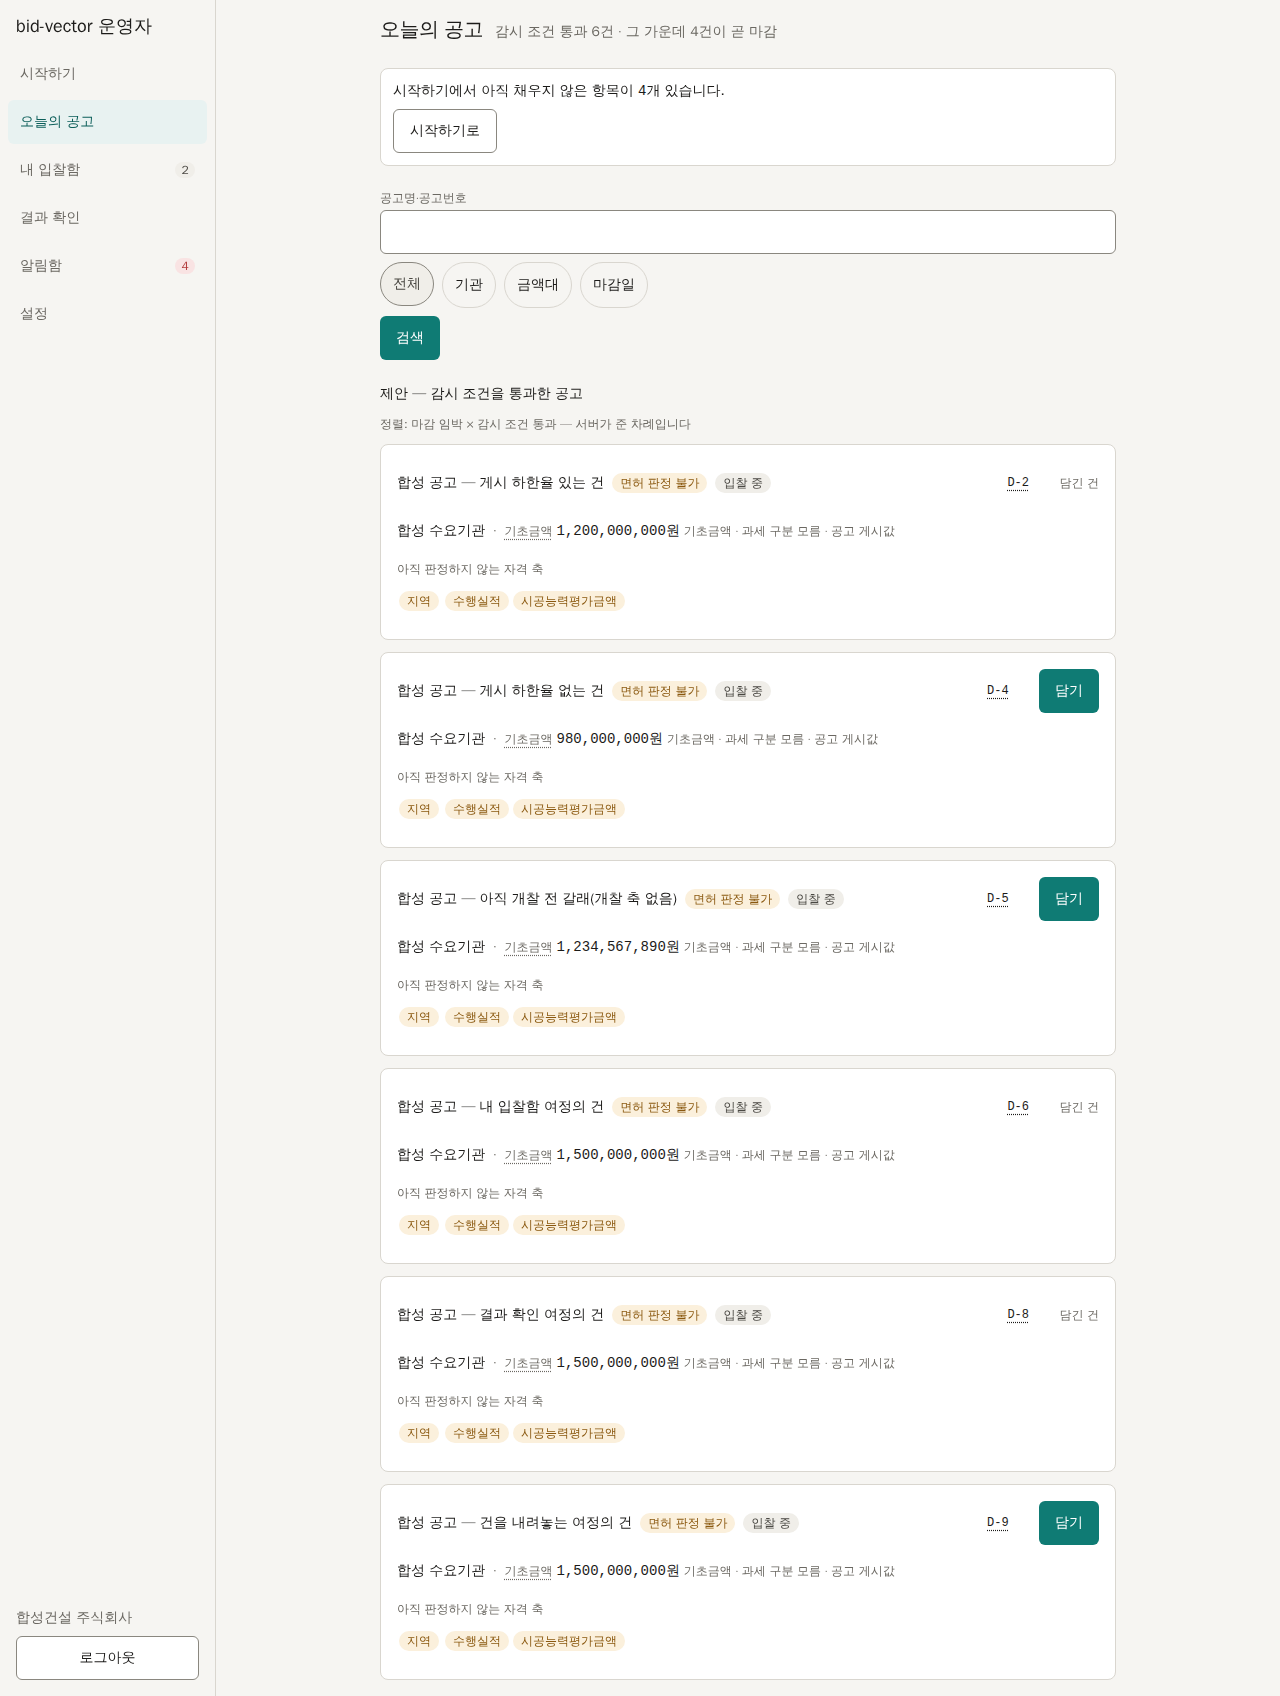 bid-vector 운영자
시작하기
오늘의 공고
내 입찰함 2
결과 확인
알림함 4
설정
합성건설 주식회사
로그아웃
오늘의 공고 감시 조건 통과 6건 · 그 가운데 4건이 곧 마감
시작하기에서 아직 채우지 않은 항목이 4개 있습니다.
시작하기로
공고명·공고번호
전체 기관 금액대 마감일
검색
제안 — 감시 조건을 통과한 공고
정렬: 마감 임박 × 감시 조건 통과 — 서버가 준 차례입니다
합성 공고 — 게시 하한율 있는 건 면허 판정 불가 입찰 중 D-2 담긴 건
합성 수요기관 · 기초금액 1,200,000,000원 기초금액 · 과세 구분 모름 · 공고 게시값
아직 판정하지 않는 자격 축
지역 수행실적 시공능력평가금액
합성 공고 — 게시 하한율 없는 건 면허 판정 불가 입찰 중 D-4 담기
합성 수요기관 · 기초금액 980,000,000원 기초금액 · 과세 구분 모름 · 공고 게시값
아직 판정하지 않는 자격 축
지역 수행실적 시공능력평가금액
합성 공고 — 아직 개찰 전 갈래(개찰 축 없음) 면허 판정 불가 입찰 중 D-5 담기
합성 수요기관 · 기초금액 1,234,567,890원 기초금액 · 과세 구분 모름 · 공고 게시값
아직 판정하지 않는 자격 축
지역 수행실적 시공능력평가금액
합성 공고 — 내 입찰함 여정의 건 면허 판정 불가 입찰 중 D-6 담긴 건
합성 수요기관 · 기초금액 1,500,000,000원 기초금액 · 과세 구분 모름 · 공고 게시값
아직 판정하지 않는 자격 축
지역 수행실적 시공능력평가금액
합성 공고 — 결과 확인 여정의 건 면허 판정 불가 입찰 중 D-8 담긴 건
합성 수요기관 · 기초금액 1,500,000,000원 기초금액 · 과세 구분 모름 · 공고 게시값
아직 판정하지 않는 자격 축
지역 수행실적 시공능력평가금액
합성 공고 — 건을 내려놓는 여정의 건 면허 판정 불가 입찰 중 D-9 담기
합성 수요기관 · 기초금액 1,500,000,000원 기초금액 · 과세 구분 모름 · 공고 게시값
아직 판정하지 않는 자격 축
지역 수행실적 시공능력평가금액